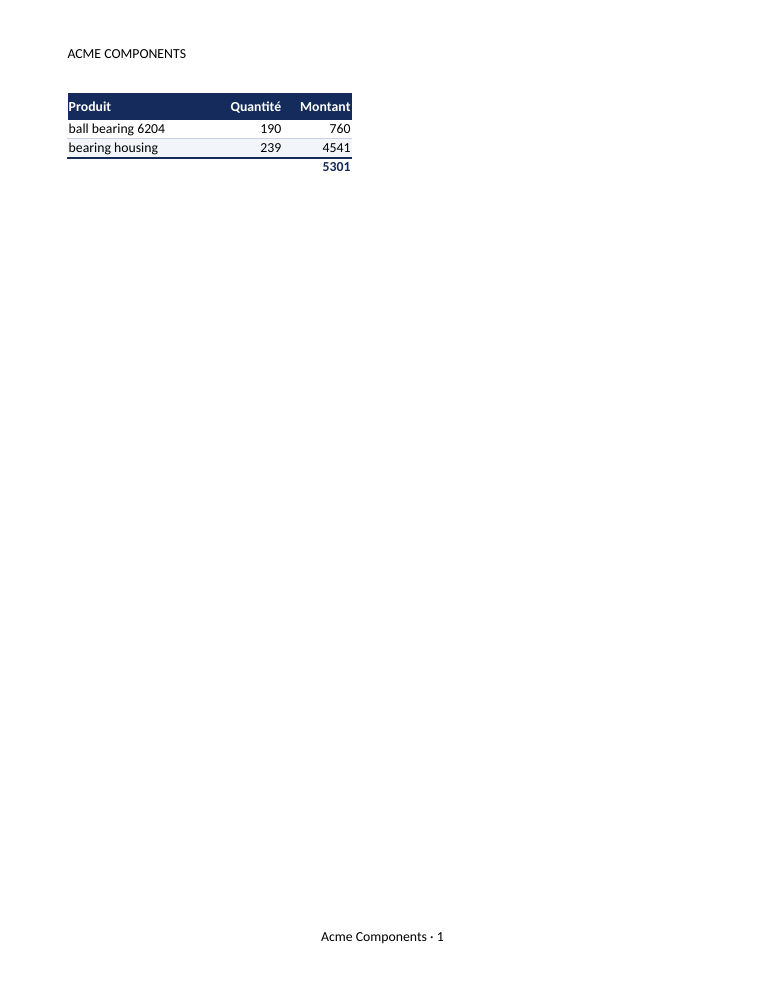 ACME COMPONENTS
Produit Quantité Montant
ball bearing 6204 190 760
bearing housing 239 4541
5301
Acme Components · 1